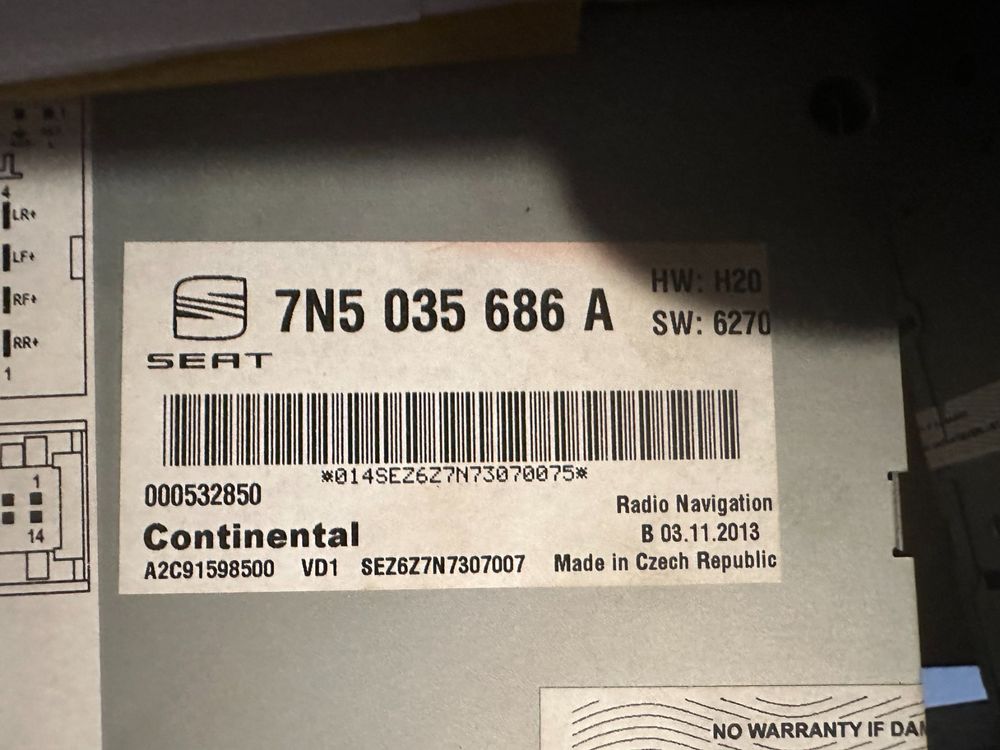 4
LR+
LF+
RF+
RR+
1
1
14
SEAT
7N5 035 686 A
HW: H20
SW: 6270
*014SEZ6Z7N73070075*
000532850
Radio Navigation
Continental
B 03.11.2013
A2C91598500 VD1 SEZ6Z7N7307007 Made in Czech Republic
NO WARRANTY IF DAM